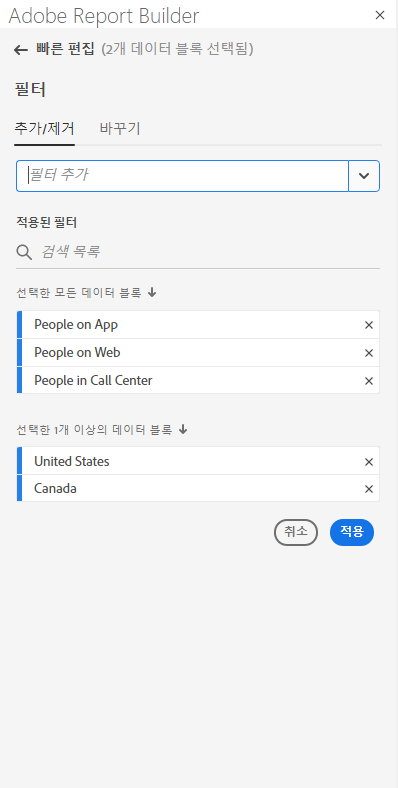 Adobe Report Builder
빠른 편집 (2개 데이터 블록 선택됨)
필터
추가/제거 바꾸기
필터 추가
적용된 필터
검색 목록
선택한 모든 데이터 블록
People on App
People on Web
People in Call Center
선택한 1개 이상의 데이터 블록
United States
Canada
취소 적용